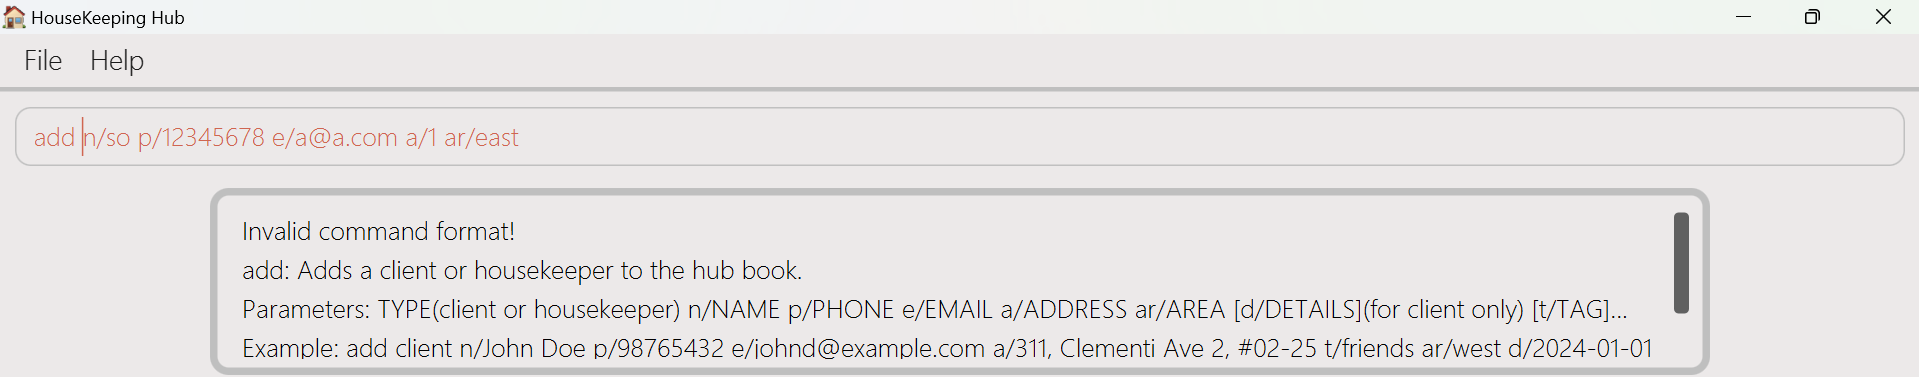 HouseKeeping Hub
File Help
add n/so p/12345678 e/a@a.com a/1 ar/east
Invalid command format!
add: Adds a client or housekeeper to the hub book.
Parameters: TYPE(client or housekeeper) n/NAME p/PHONE e/EMAIL a/ADDRESS ar/AREA [d/DETAILS](for client only) [t/TAG]...
Example: add client n/John Doe p/98765432 e/johnd@example.com a/311, Clementi Ave 2, #02-25 t/friends ar/west d/2024-01-01